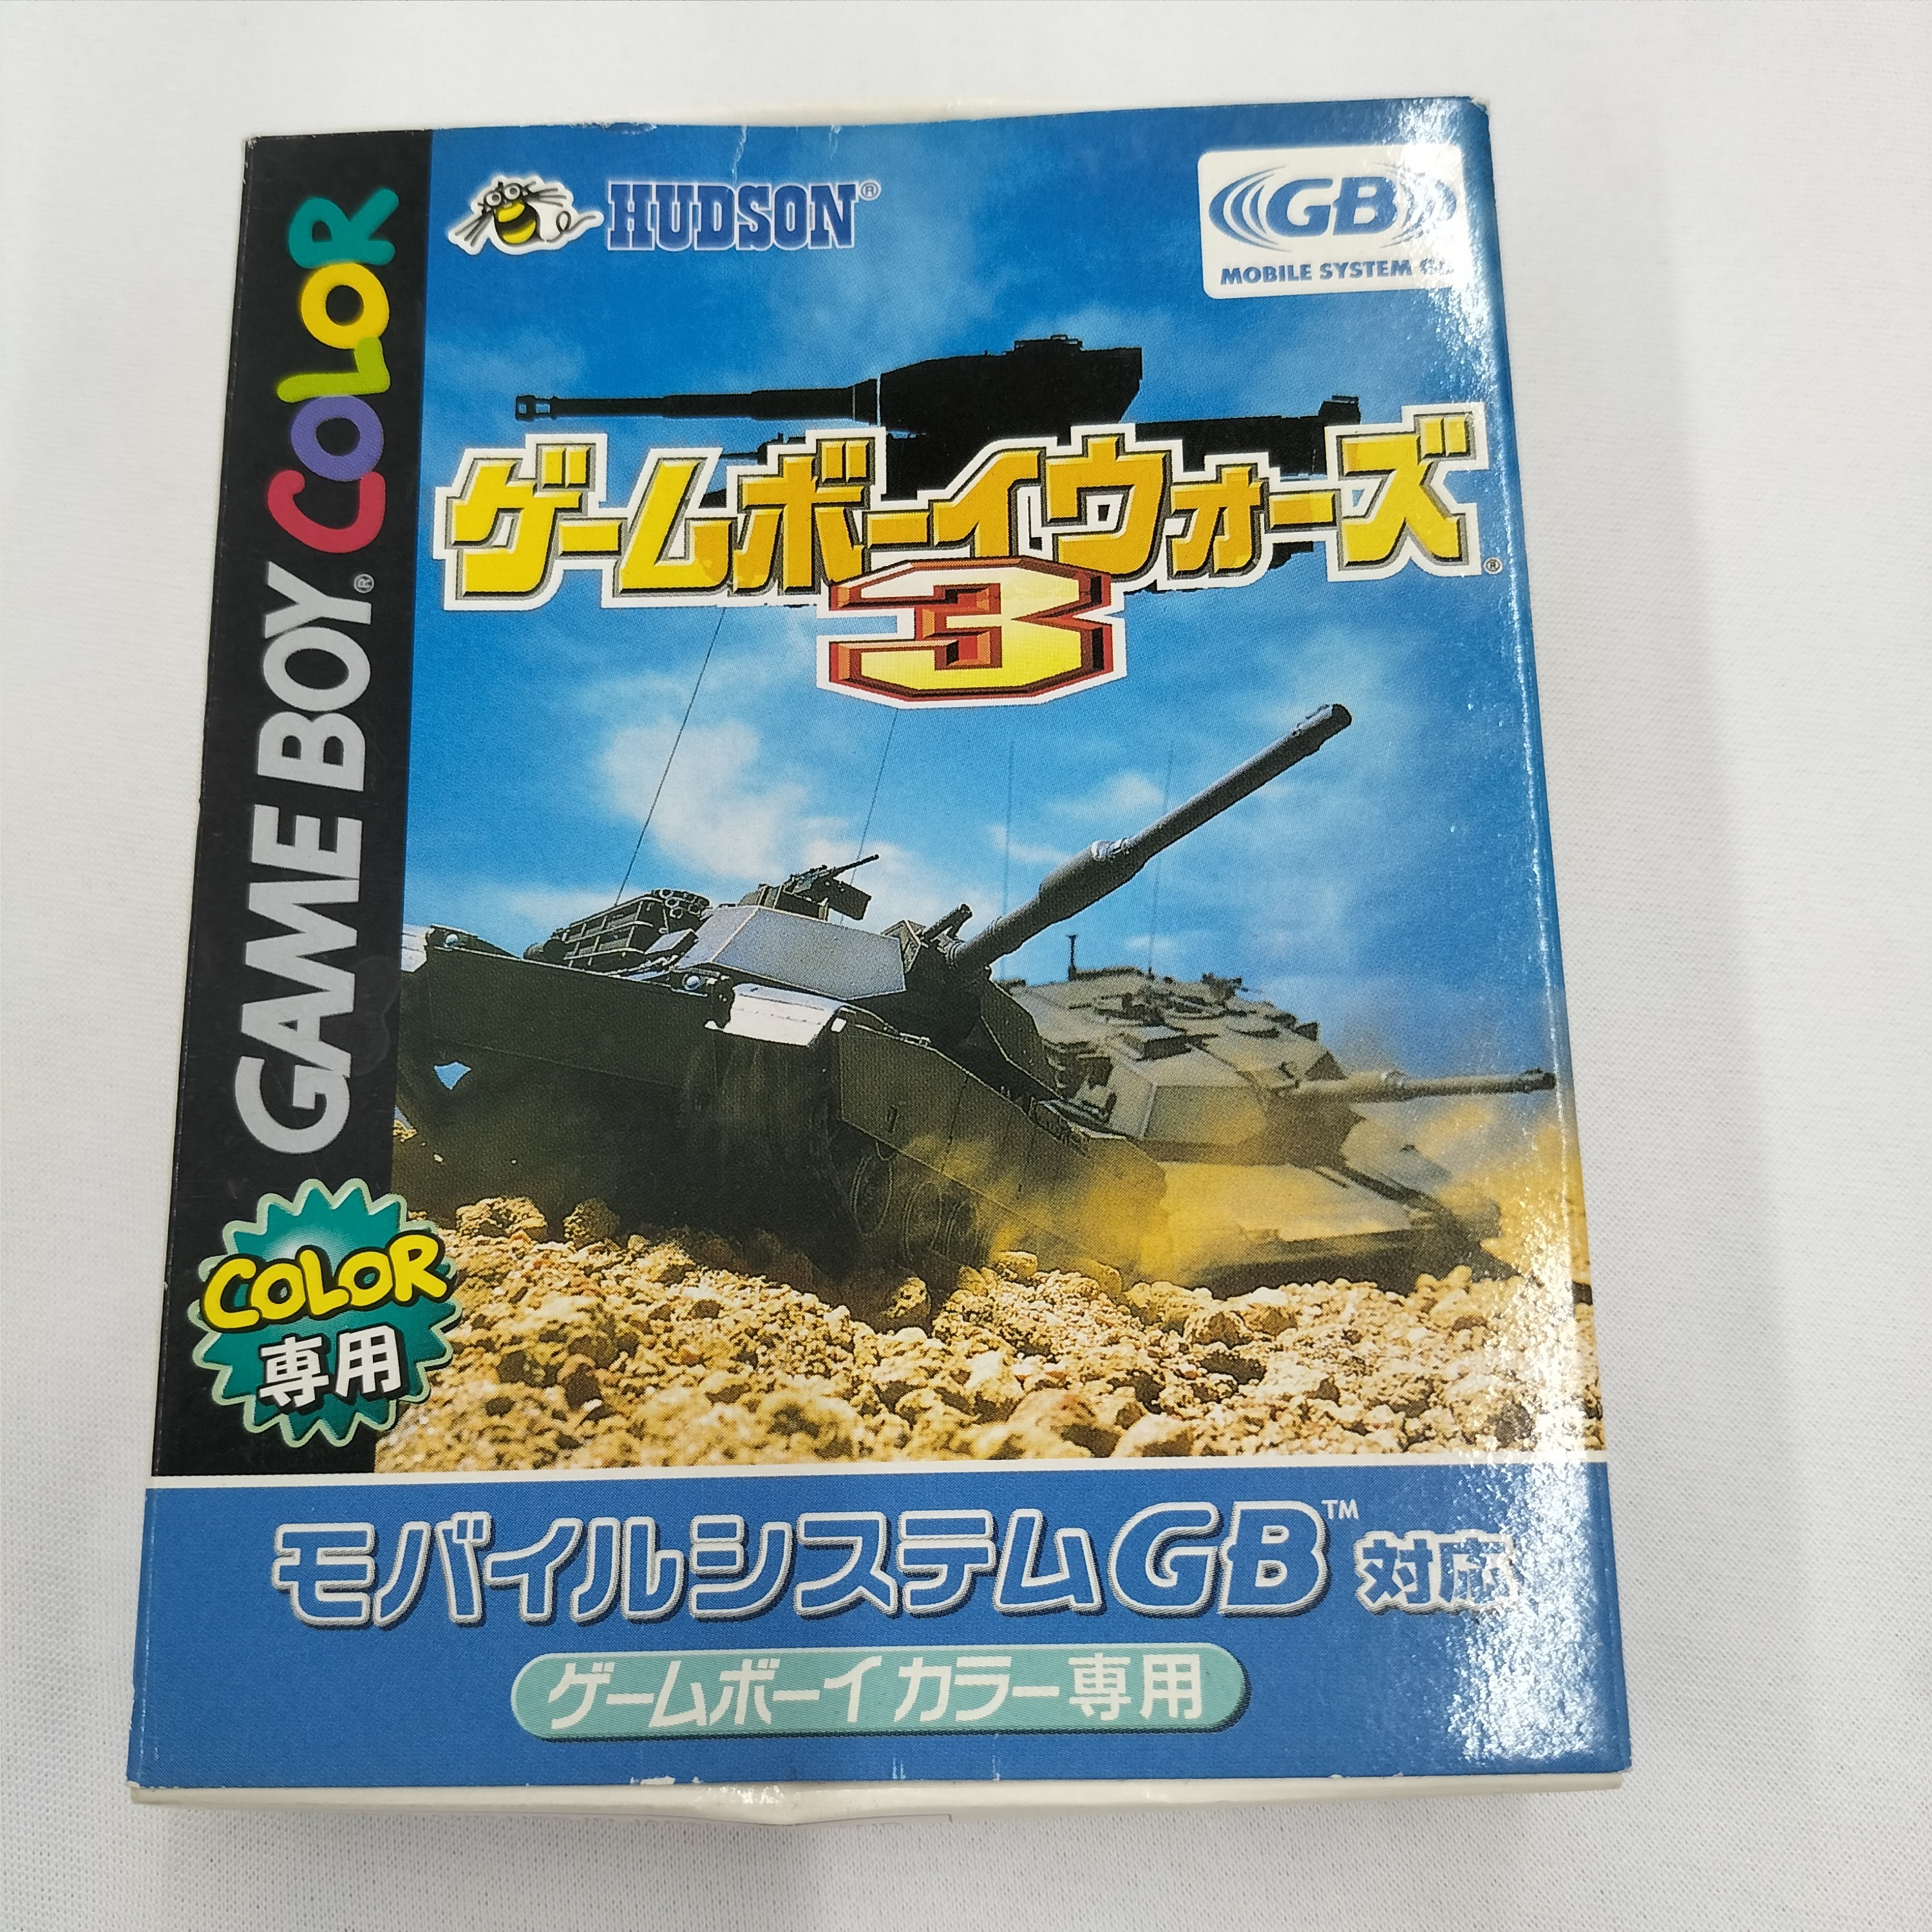 HUDSON®
GB
MOBILE SYSTEM GB
GAME BOY® COLOR
ゲームボーイウォーズ®
3
COLOR
専用
モバイルシステムGB™ 対応
ゲームボーイカラー専用